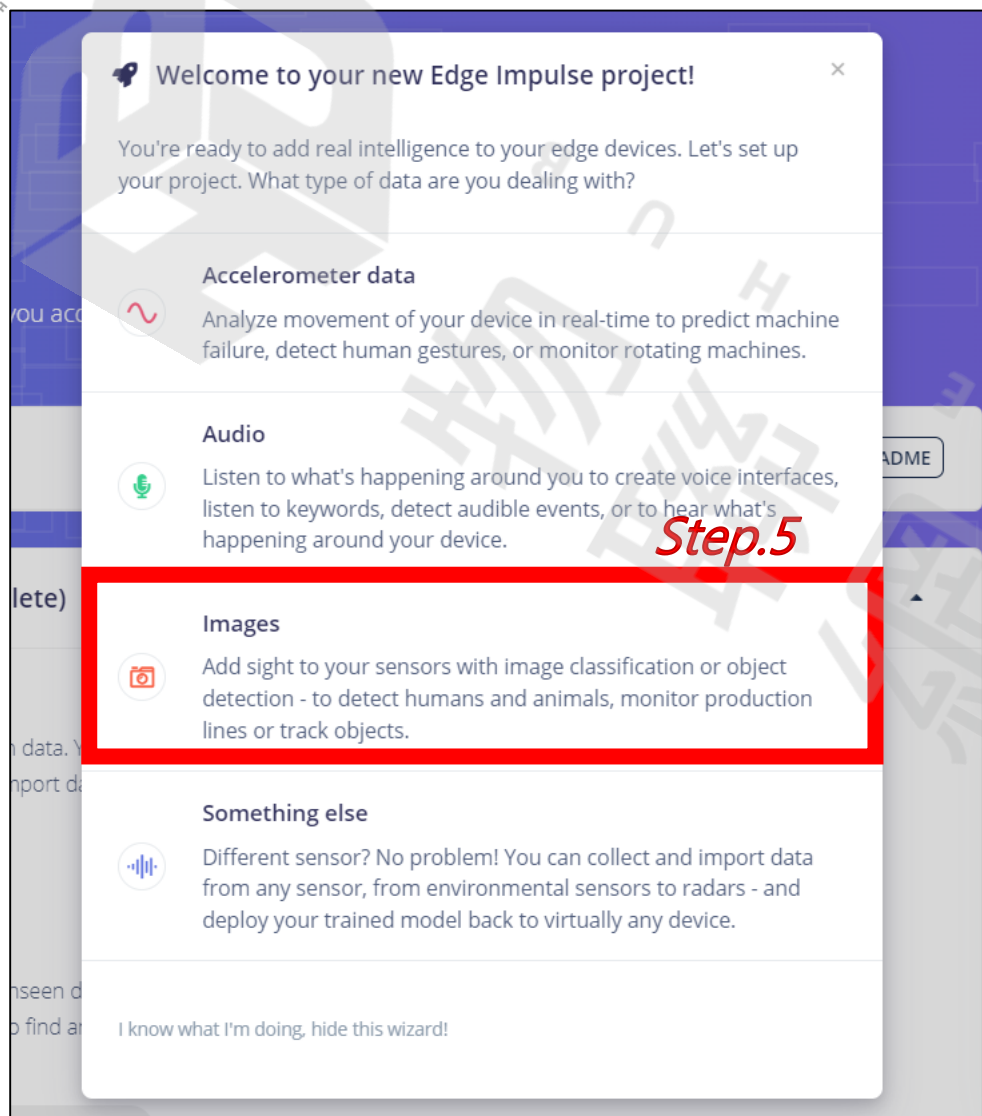 Welcome to your new Edge Impulse project!
×
You're ready to add real intelligence to your edge devices. Let's set up
your project. What type of data are you dealing with?
Accelerometer data
Analyze movement of your device in real-time to predict machine
failure, detect human gestures, or monitor rotating machines.
you acc
Audio
Listen to what's happening around you to create voice interfaces,
listen to keywords, detect audible events, or to hear what's
happening around your device.
ADME
Step.5
lete)
Images
Add sight to your sensors with image classification or object
detection - to detect humans and animals, monitor production
lines or track objects.
n data. Y
mport da
Something else
Different sensor? No problem! You can collect and import data
from any sensor, from environmental sensors to radars - and
deploy your trained model back to virtually any device.
nseen d
o find an
I know what I'm doing, hide this wizard!
物
聯
網